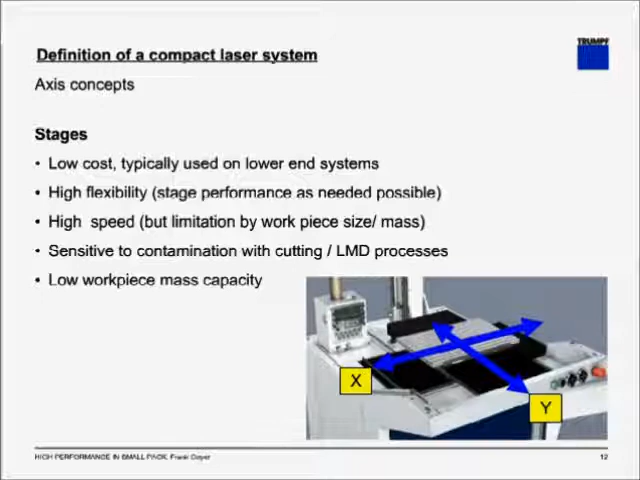 Definition of a compact laser system
TRUMPF
Axis concepts
Stages
• Low cost, typically used on lower end systems
• High flexibility (stage performance as needed possible)
• High speed (but limitation by work piece size/ mass)
• Sensitive to contamination with cutting / LMD processes
• Low workpiece mass capacity
X
Y
HIGH PERFORMANCE IN SMALL PACK, Frank Geyer
12